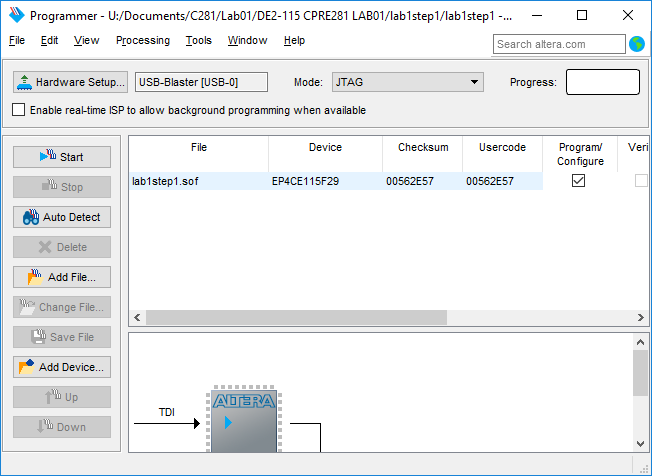 Programmer - U:/Documents/C281/Lab01/DE2-115 CPRE281 LAB01/lab1step1/lab1step1 -...
File Edit View Processing Tools Window Help
Search altera.com
Hardware Setup... USB-Blaster [USB-0] Mode: JTAG Progress:
Enable real-time ISP to allow background programming when available
Start
Stop
Auto Detect
Delete
Add File...
Change File...
Save File
Add Device...
Up
Down
File Device Checksum Usercode Program/ Veri
Configure
lab1step1.sof EP4CE115F29 00562E57 00562E57
TDI
ALTERA